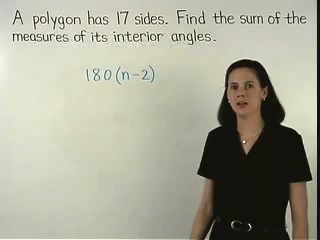 A polygon has 17 sides. Find the sum of the
measures of its interior angles.
180(n-2)